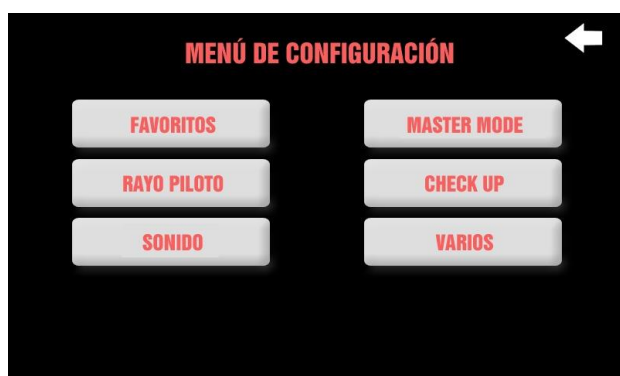 MENÚ DE CONFIGURACIÓN
FAVORITOS
MASTER MODE
RAYO PILOTO
CHECK UP
SONIDO
VARIOS